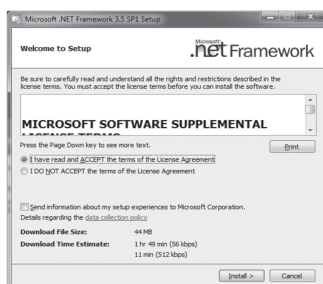 Microsoft .NET Framework 3.5 SP1 Setup
Welcome to Setup
Microsoft
.net Framework
Be sure to carefully read and understand all the rights and restrictions described in the
license terms. You must accept the license terms before you can install the software.
MICROSOFT SOFTWARE SUPPLEMENTAL
LICENSE TERMS
Press the Page Down key to see more text.
Print
I have read and ACCEPT the terms of the License Agreement
I DO NOT ACCEPT the terms of the License Agreement
Send information about my setup experiences to Microsoft Corporation.
Details regarding the data collection policy
Download File Size: 44 MB
Download Time Estimate: 1 hr 49 min (56 kbps)
11 min (512 kbps)
Install >
Cancel